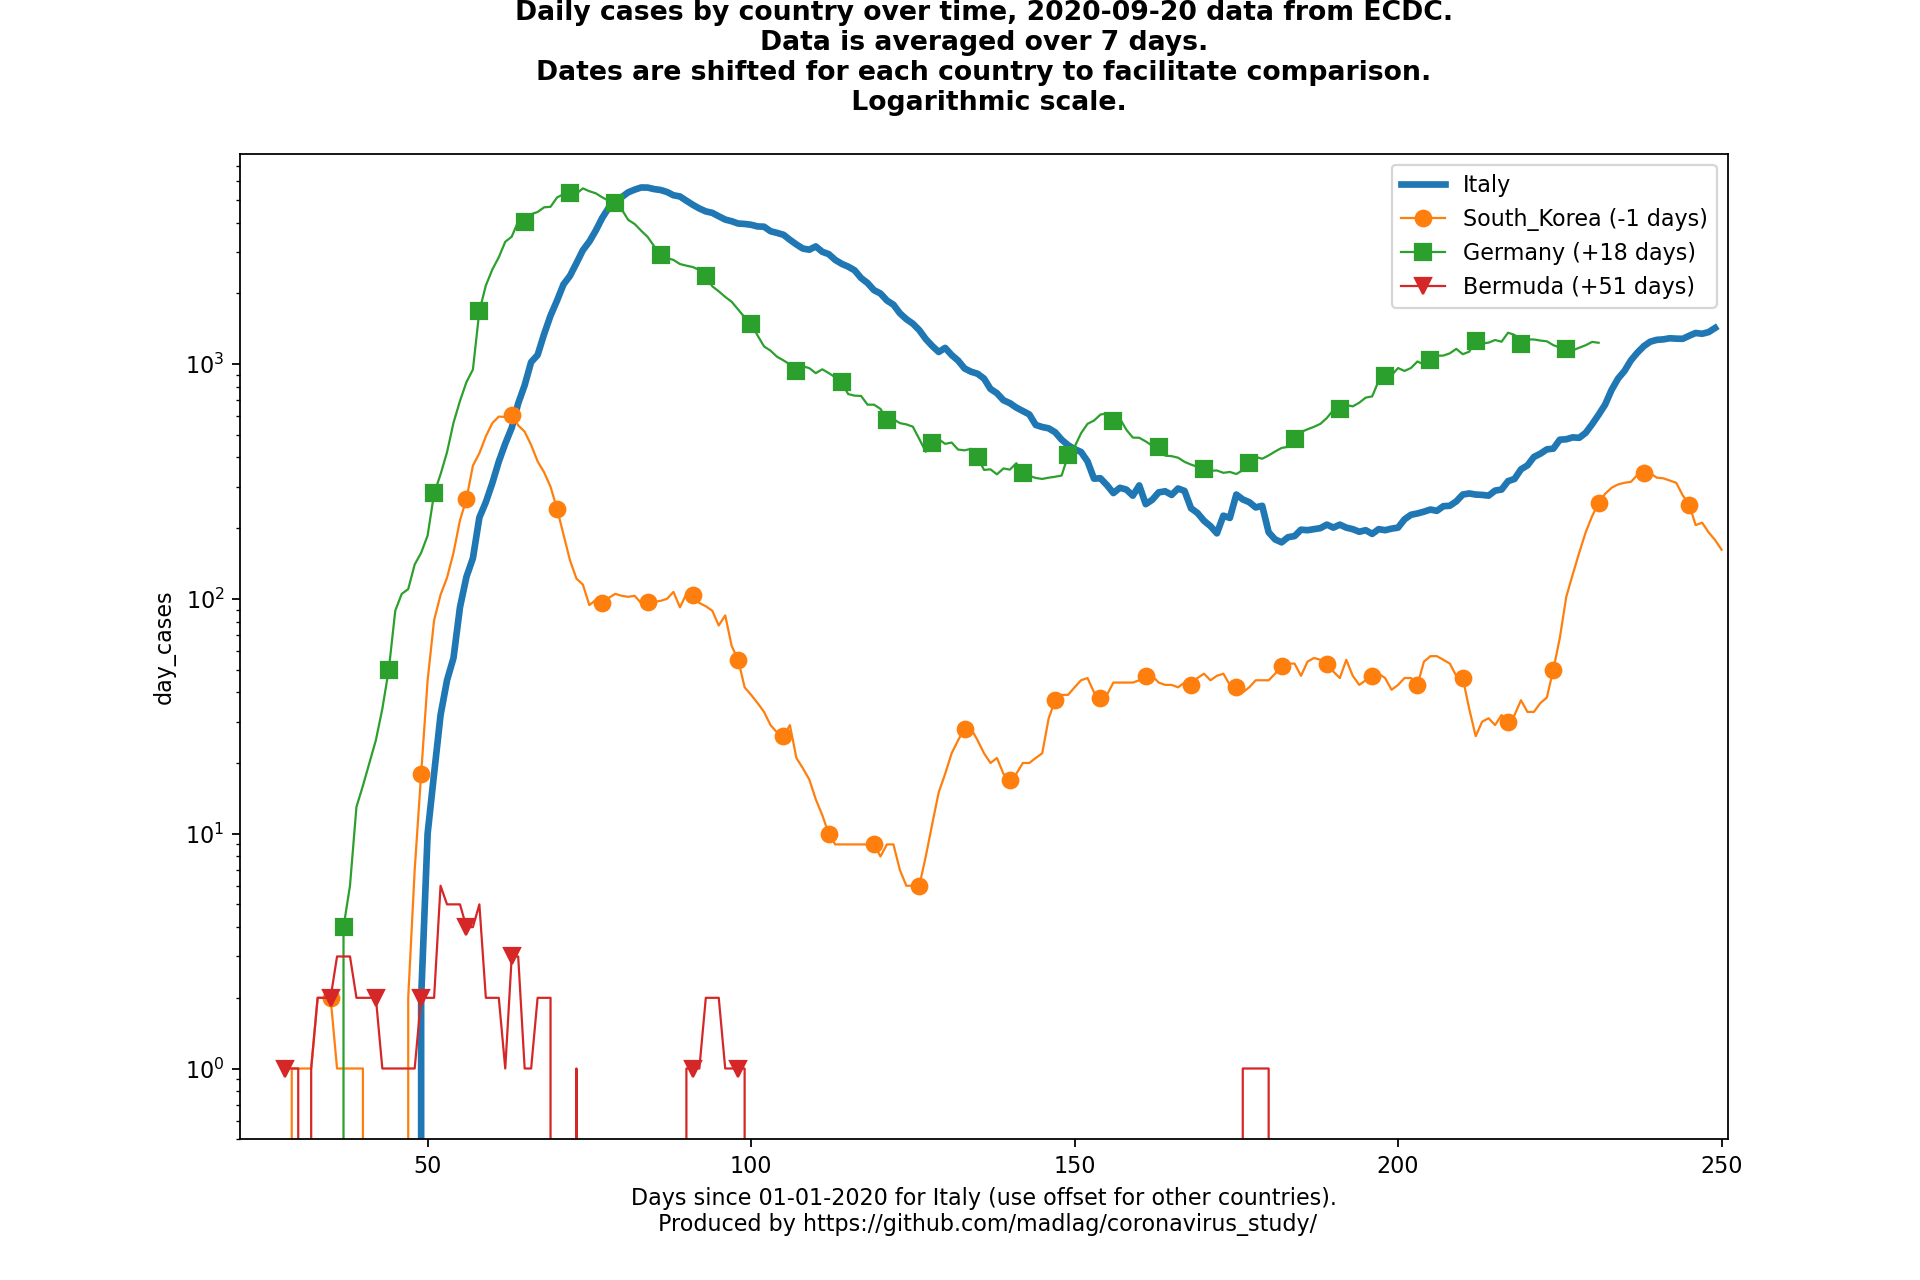 Daily cases by country over time, 2020-09-20 data from ECDC.
Data is averaged over 7 days.
Dates are shifted for each country to facilitate comparison.
Logarithmic scale.
Italy
South_Korea (-1 days)
Germany (+18 days)
Bermuda (+51 days)
10³
10²
10¹
10⁰
day_cases
50 100 150 200 250
Days since 01-01-2020 for Italy (use offset for other countries).
Produced by https://github.com/madlag/coronavirus_study/